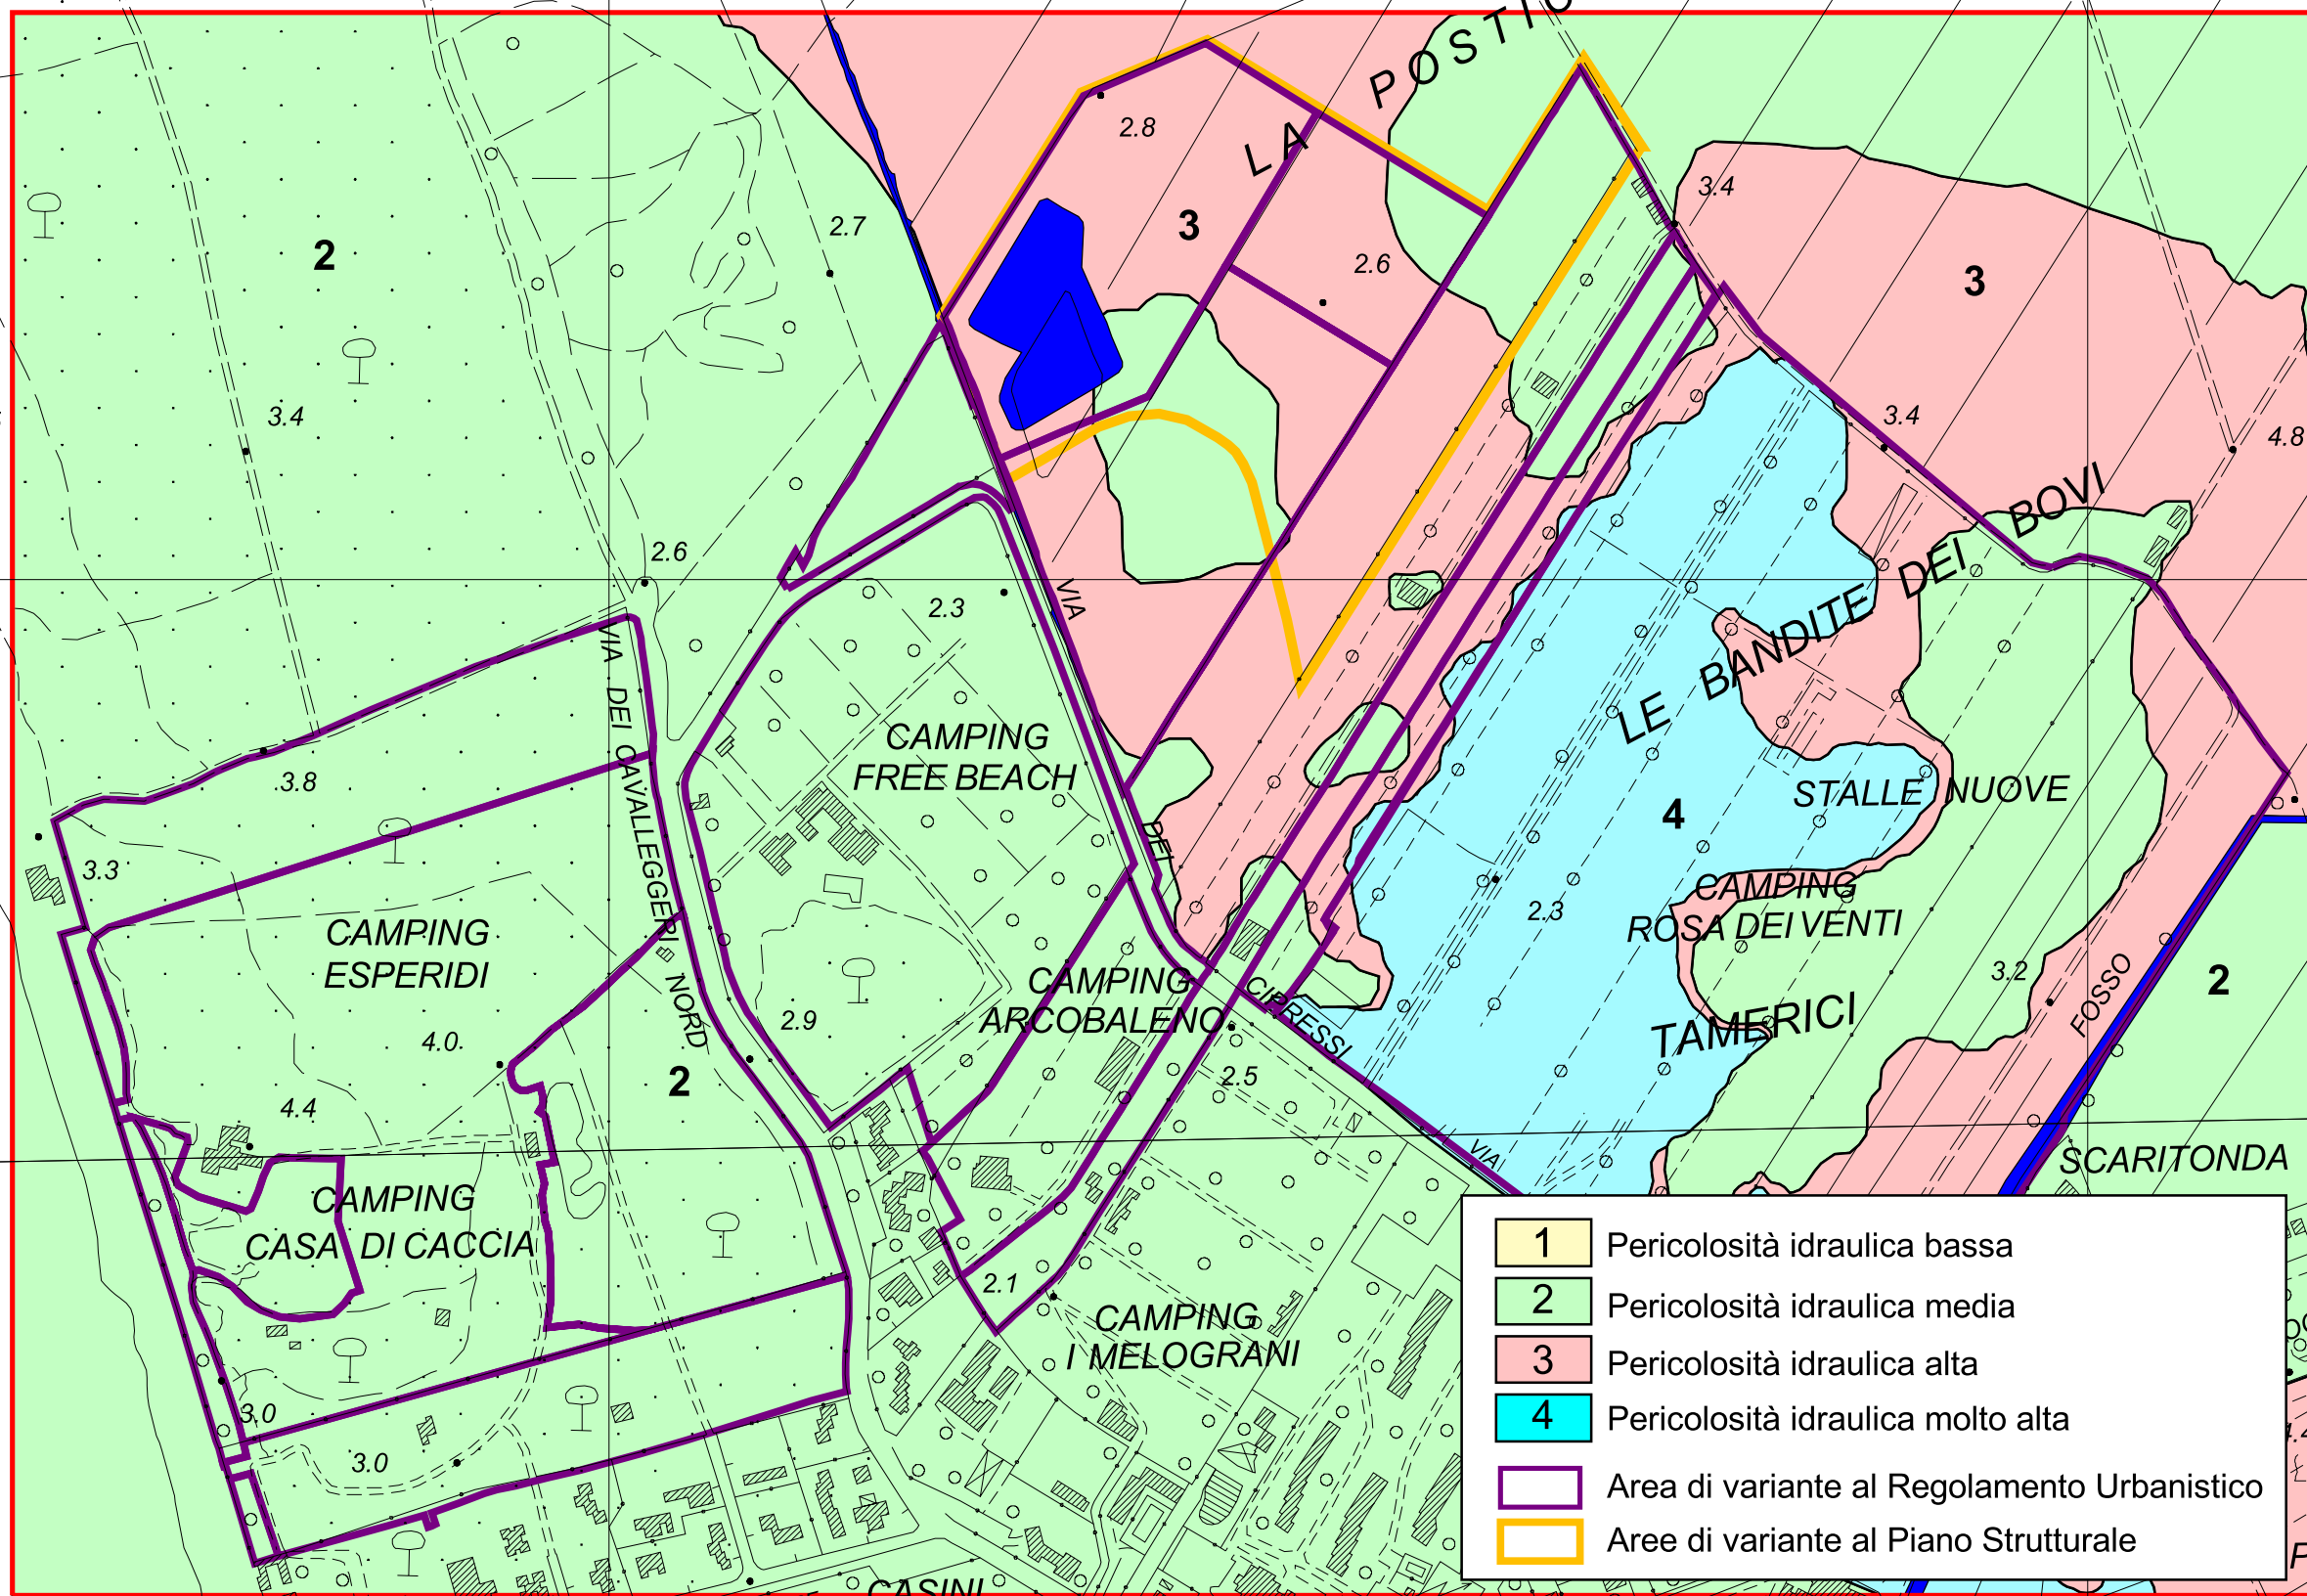 LA POSTIC
2.8
3
2
2.7
3.4
2.6
3
3.4
3.4
4.8
2.6
LE BANDITE DEI BOVI
2.3
VIA
VIA DEI CAVALLEGGERI NORD
CAMPING
FREE BEACH
3.8
STALLE NUOVE
4
DEI
3.3
CAMPING
ROSA DEI VENTI
2.3
CAMPING
ESPERIDI
3.2
2
FOSSO
CAMPING
ARCOBALENO
CIPRESSI
2.9
4.0
TAMERICI
2
2.5
4.4
VIA
SCARITONDA
CAMPING
CASA DI CACCIA
2.1
CAMPING
I MELOGRANI
3.0
3.0
CASINI
1 Pericolosità idraulica bassa
2 Pericolosità idraulica media
3 Pericolosità idraulica alta
4 Pericolosità idraulica molto alta
Area di variante al Regolamento Urbanistico
Aree di variante al Piano Strutturale